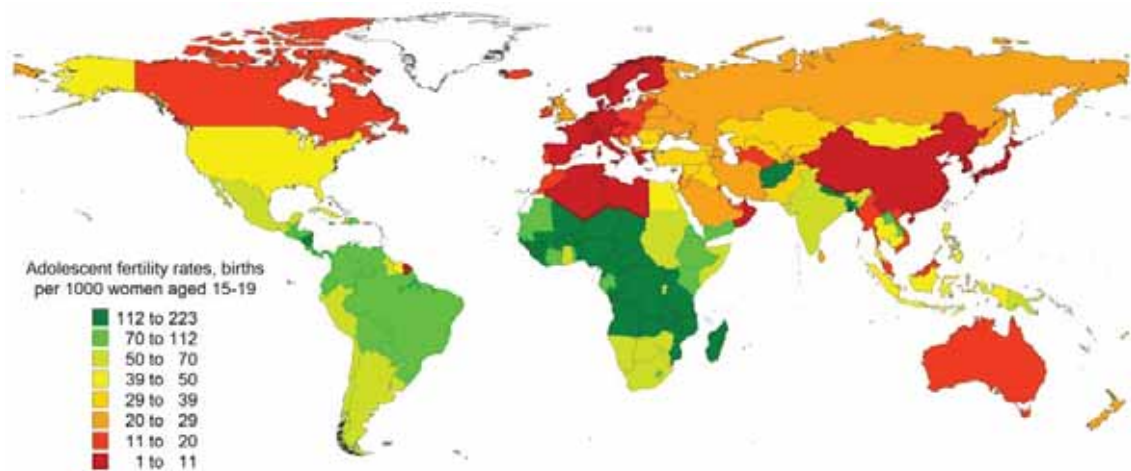 Adolescent fertility rates, births
per 1000 women aged 15-19
112 to 223
70 to 112
50 to 70
39 to 50
29 to 39
20 to 29
11 to 20
1 to 11